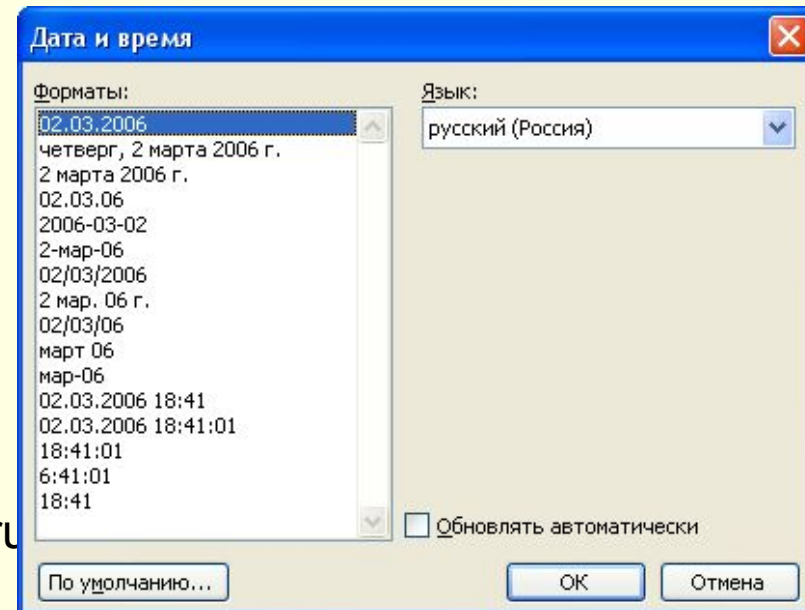 Дата и время
Форматы:
02.03.2006
четверг, 2 марта 2006 г.
2 марта 2006 г.
02.03.06
2006-03-02
2-мар-06
02/03/2006
2 мар. 06 г.
02/03/06
март 06
мар-06
02.03.2006 18:41
02.03.2006 18:41:01
18:41:01
6:41:01
18:41
Язык:
русский (Россия)
Обновлять автоматически
По умолчанию...
ОК
Отмена